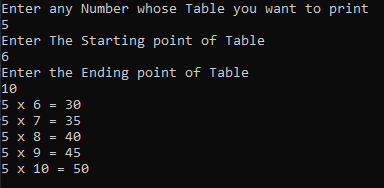 Enter any Number whose Table you want to print
5
Enter The Starting point of Table
6
Enter the Ending point of Table
10
5 x 6 = 30
5 x 7 = 35
5 x 8 = 40
5 x 9 = 45
5 x 10 = 50